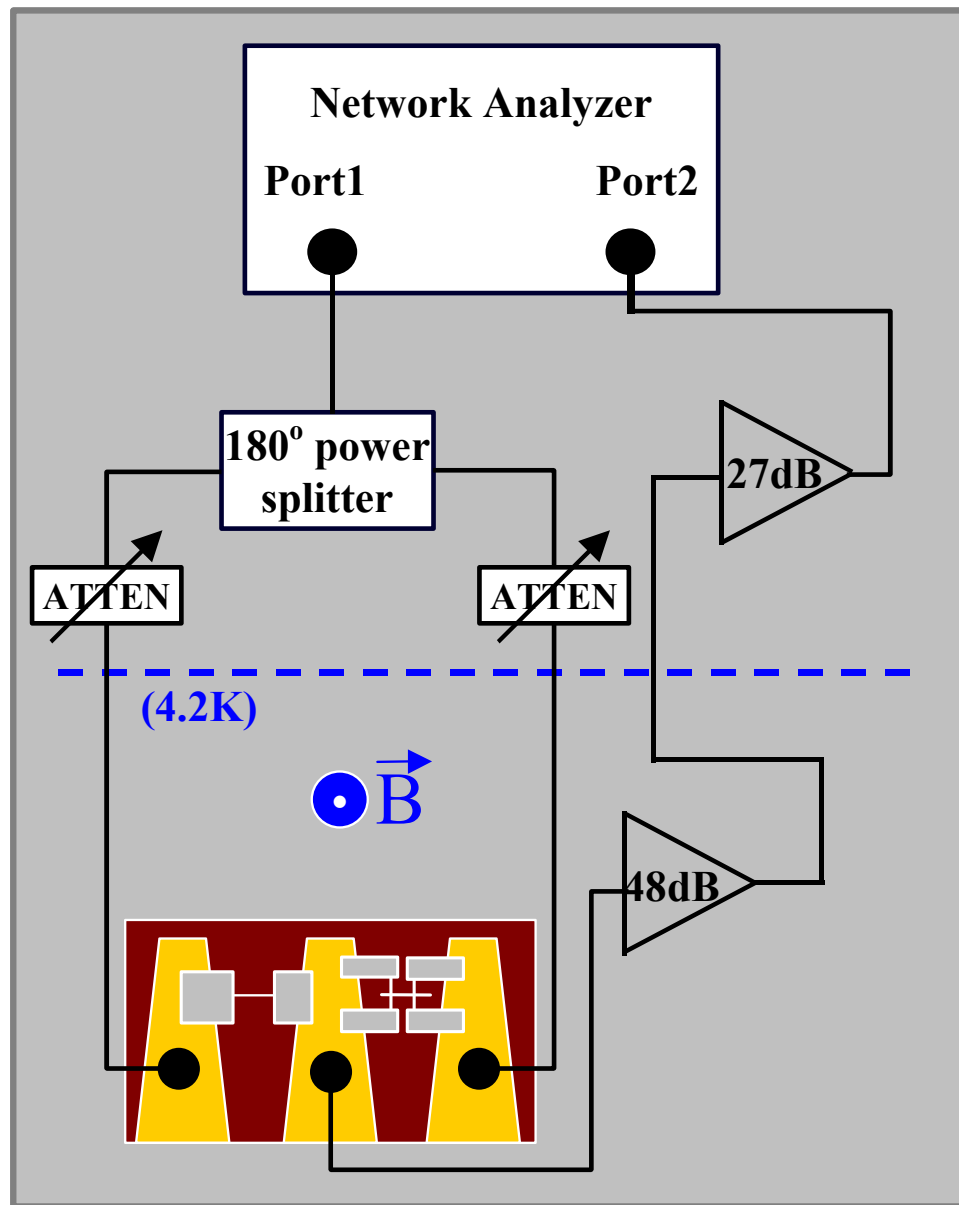 Network Analyzer
Port1
Port2
180° power
splitter
27dB
ATTEN
ATTEN
(4.2K)
B
48dB